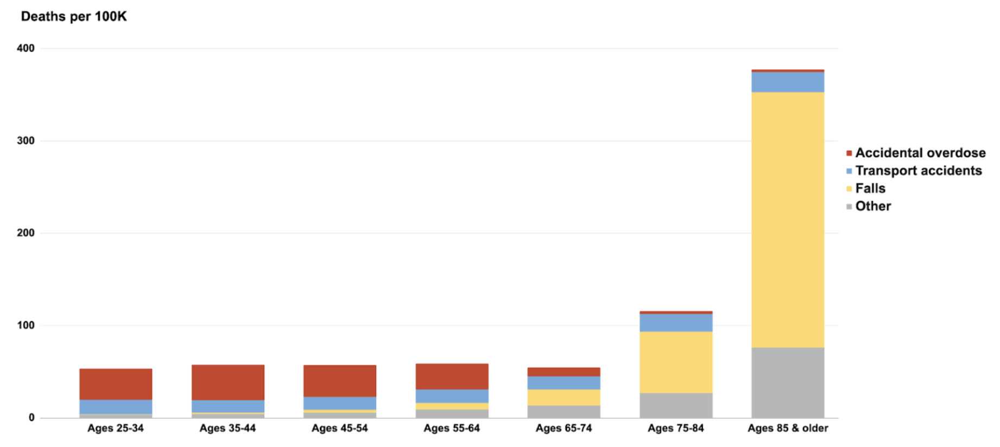 Deaths per 100K
400
300
200
100
0
Ages 25-34
Ages 35-44
Ages 45-54
Ages 55-64
Ages 65-74
Ages 75-84
Ages 85 & older
Accidental overdose
Transport accidents
Falls
Other